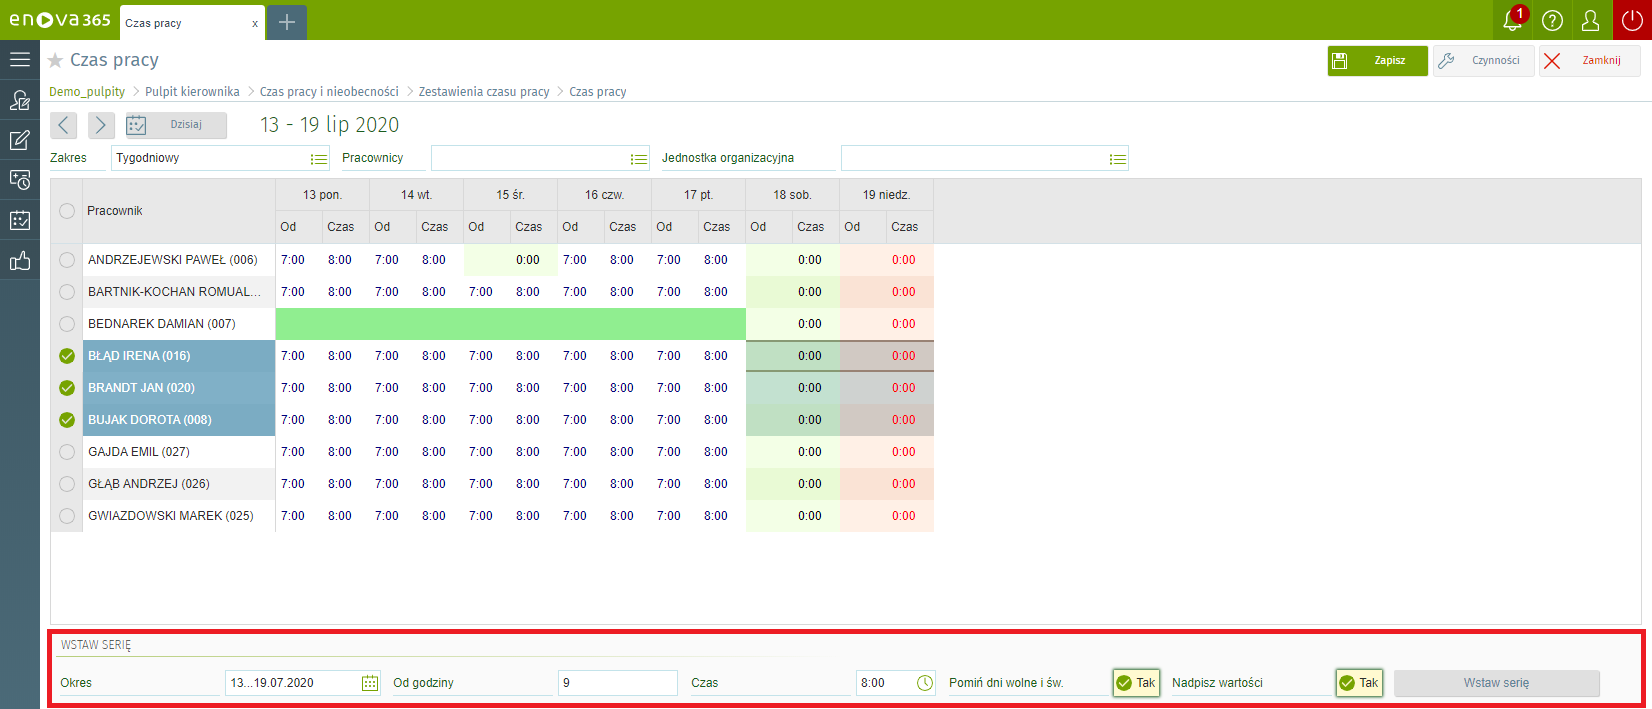 enova365 Czas pracy x 1
Czas pracy Zapisz Czynności Zamknij
Demo_pulpity > Pulpit kierownika > Czas pracy i nieobecności > Zestawienia czasu pracy > Czas pracy
Dzisiaj 13 - 19 lip 2020
Zakres Tygodniowy Pracownicy Jednostka organizacyjna
Pracownik 13 pon. 14 wt. 15 śr. 16 czw. 17 pt. 18 sob. 19 niedz.
Od Czas Od Czas Od Czas Od Czas Od Czas Od Czas Od Czas
ANDRZEJEWSKI PAWEŁ (006) 7:00 8:00 7:00 8:00 0:00 7:00 8:00 7:00 8:00 0:00 0:00
BARTNIK-KOCHAN ROMUAL... 7:00 8:00 7:00 8:00 7:00 8:00 7:00 8:00 7:00 8:00 0:00 0:00
BEDNAREK DAMIAN (007) 0:00 0:00
BŁĄD IRENA (016) 7:00 8:00 7:00 8:00 7:00 8:00 7:00 8:00 7:00 8:00 0:00 0:00
BRANDT JAN (020) 7:00 8:00 7:00 8:00 7:00 8:00 7:00 8:00 7:00 8:00 0:00 0:00
BUJAK DOROTA (008) 7:00 8:00 7:00 8:00 7:00 8:00 7:00 8:00 7:00 8:00 0:00 0:00
GAJDA EMIL (027) 7:00 8:00 7:00 8:00 7:00 8:00 7:00 8:00 7:00 8:00 0:00 0:00
GŁĄB ANDRZEJ (026) 7:00 8:00 7:00 8:00 7:00 8:00 7:00 8:00 7:00 8:00 0:00 0:00
GWIAZDOWSKI MAREK (025) 7:00 8:00 7:00 8:00 7:00 8:00 7:00 8:00 7:00 8:00 0:00 0:00
WSTAW SERIĘ
Okres 13...19.07.2020 Od godziny 9 Czas 8:00 Pomiń dni wolne i św. Tak Nadpisz wartości Tak Wstaw serię